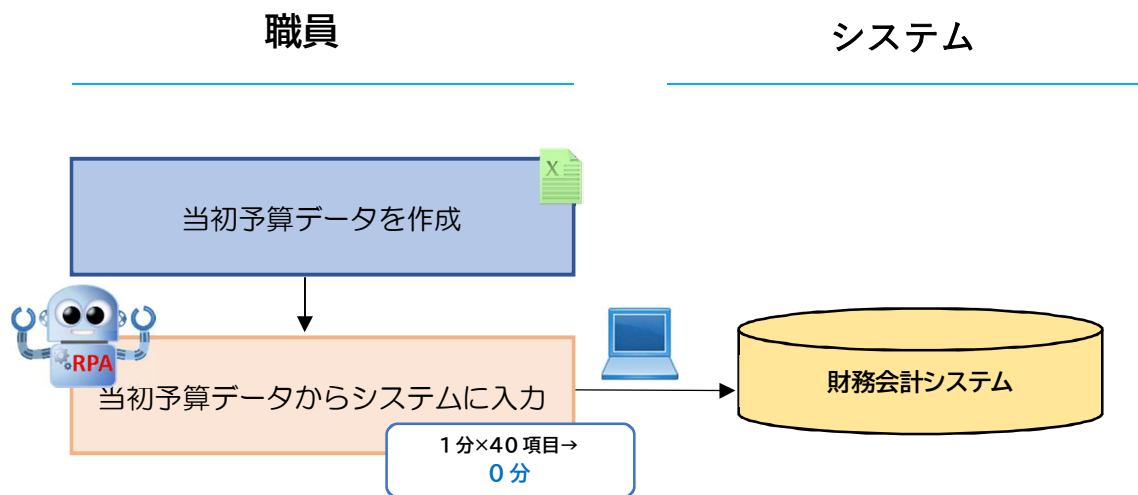 職員
システム
X
当初予算データを作成
RPA
当初予算データからシステムに入力
財務会計システム
1分×40項目→
0分